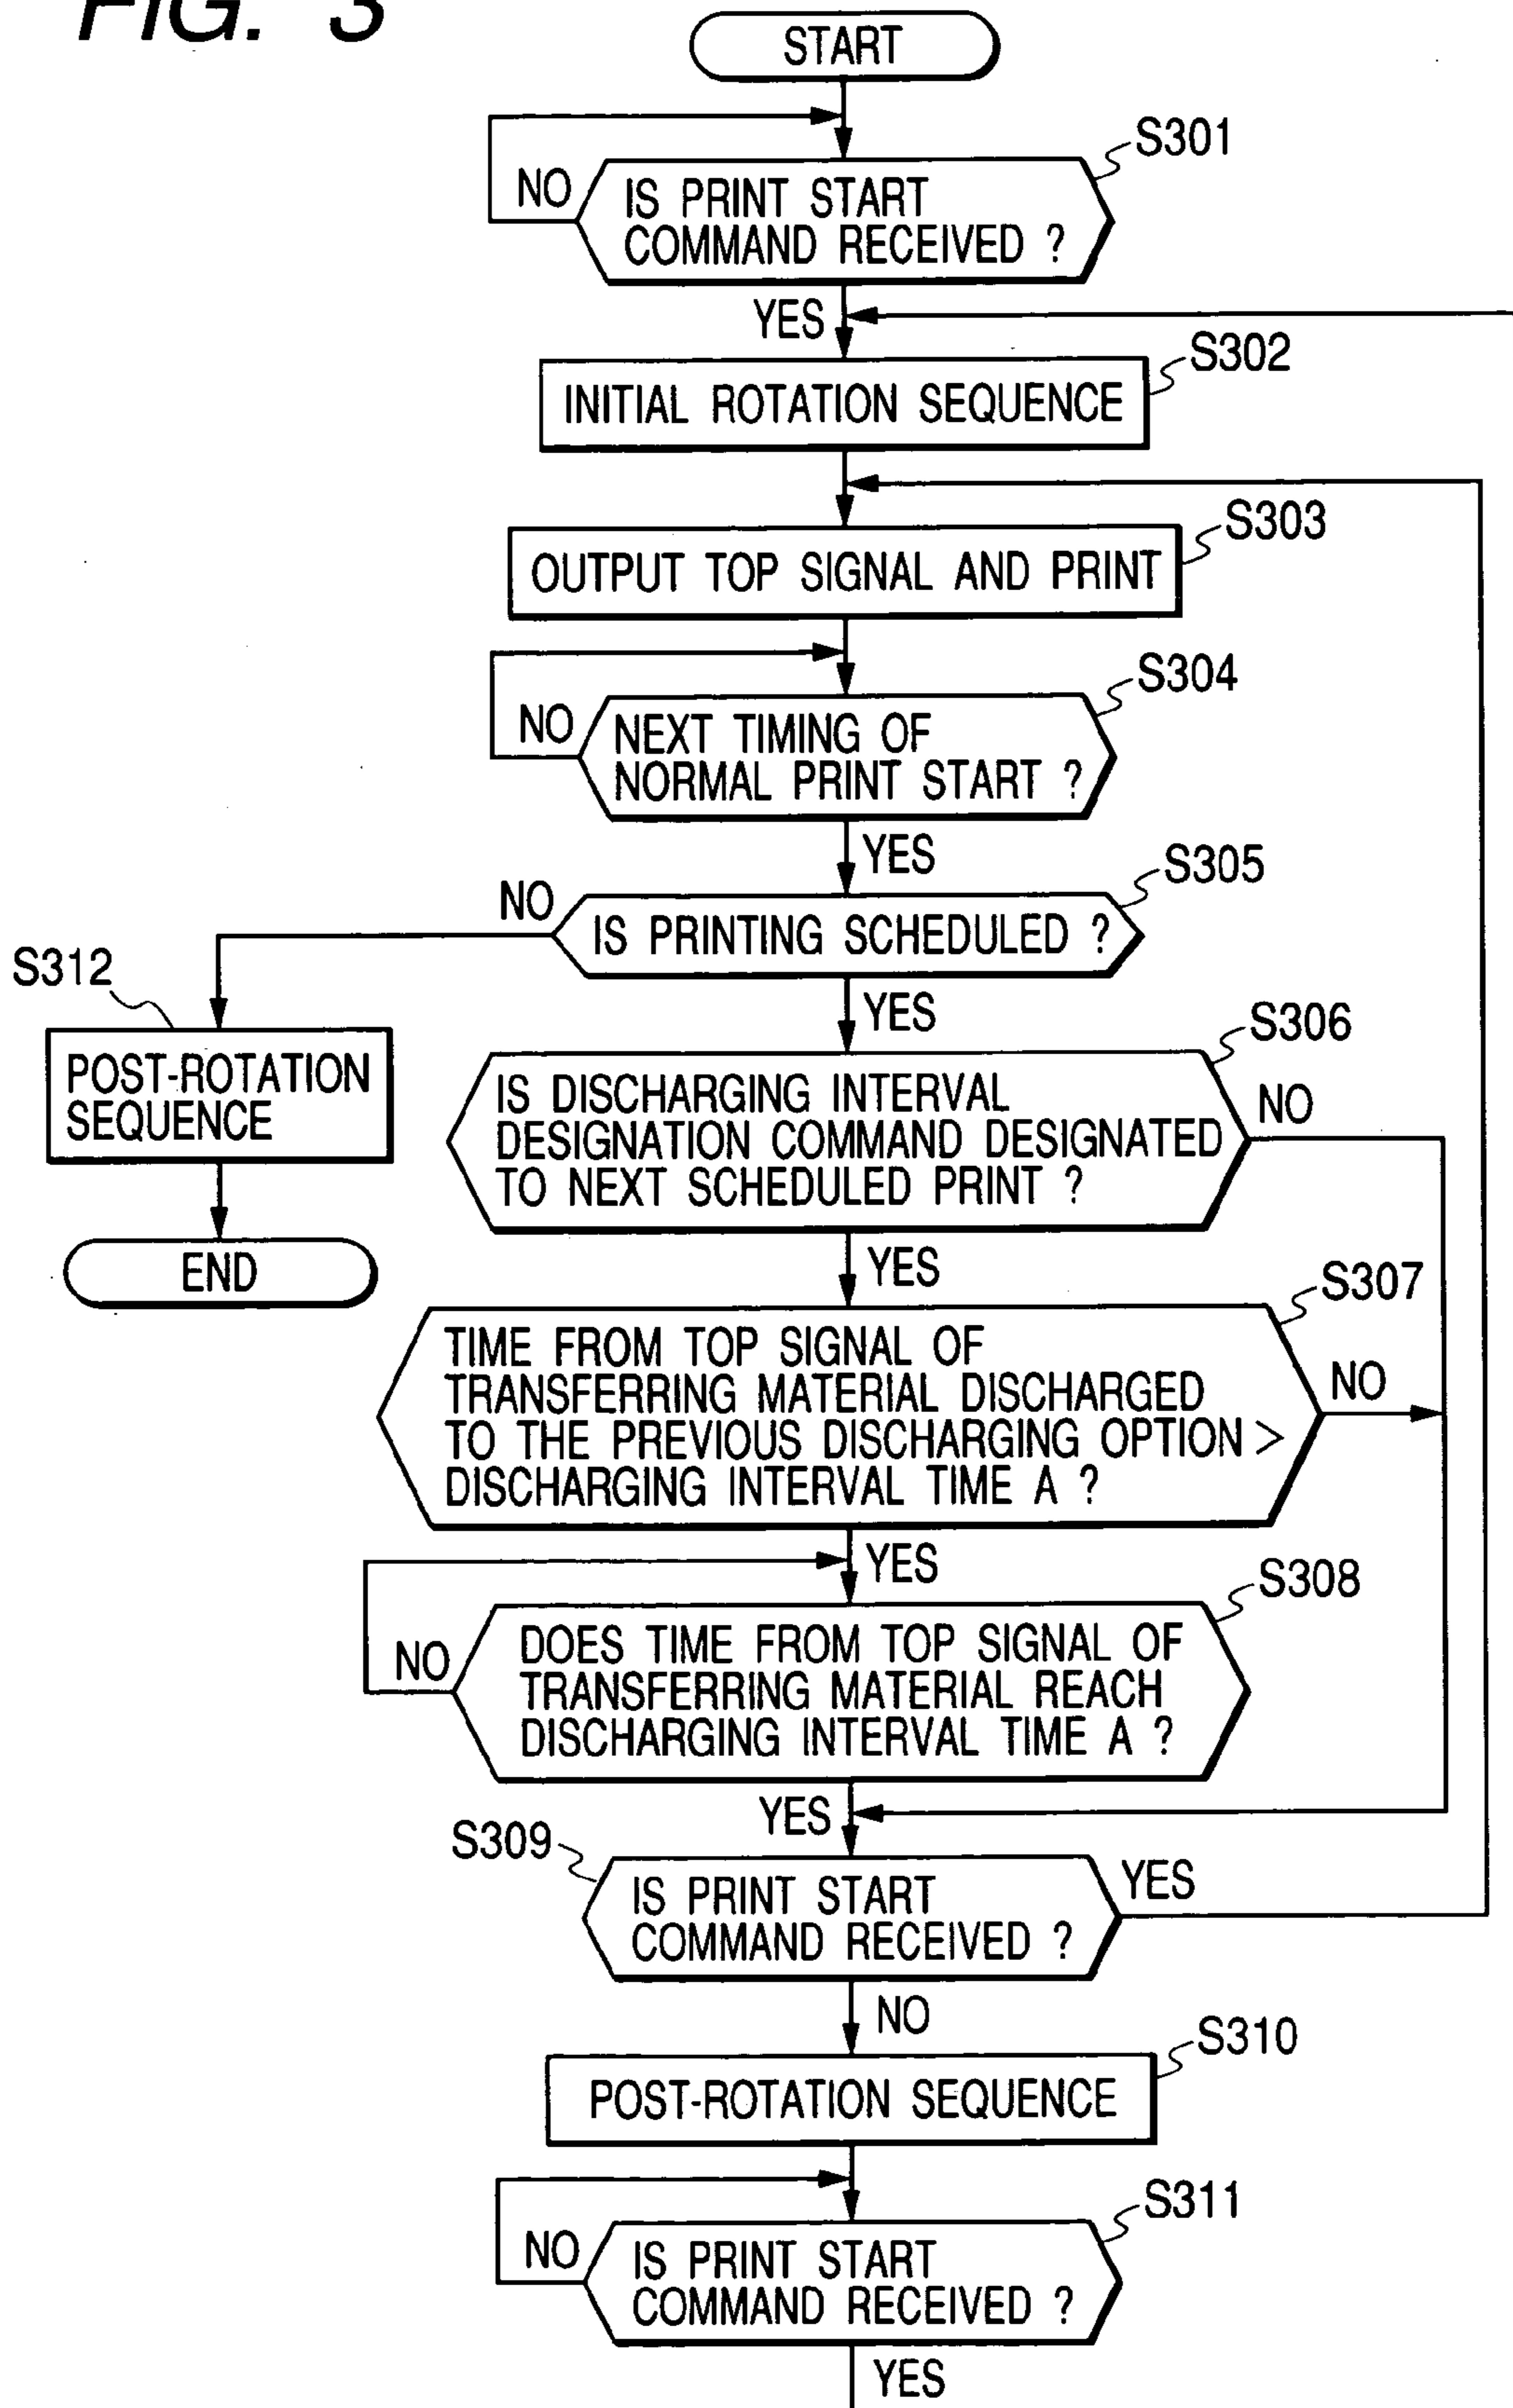 FIG. 3
START
S301
NO
IS PRINT START
COMMAND RECEIVED ?
YES
S302
INITIAL ROTATION SEQUENCE
S303
OUTPUT TOP SIGNAL AND PRINT
S304
NO
NEXT TIMING OF
NORMAL PRINT START ?
YES
S305
NO
IS PRINTING SCHEDULED ?
S312
YES
POST-ROTATION
SEQUENCE
END
S306
IS DISCHARGING INTERVAL
DESIGNATION COMMAND DESIGNATED
TO NEXT SCHEDULED PRINT ?
NO
YES
S307
TIME FROM TOP SIGNAL OF
TRANSFERRING MATERIAL DISCHARGED
TO THE PREVIOUS DISCHARGING OPTION >
DISCHARGING INTERVAL TIME A ?
NO
YES
S308
NO
DOES TIME FROM TOP SIGNAL OF
TRANSFERRING MATERIAL REACH
DISCHARGING INTERVAL TIME A ?
YES
S309
IS PRINT START
COMMAND RECEIVED ?
YES
NO
S310
POST-ROTATION SEQUENCE
S311
NO
IS PRINT START
COMMAND RECEIVED ?
YES